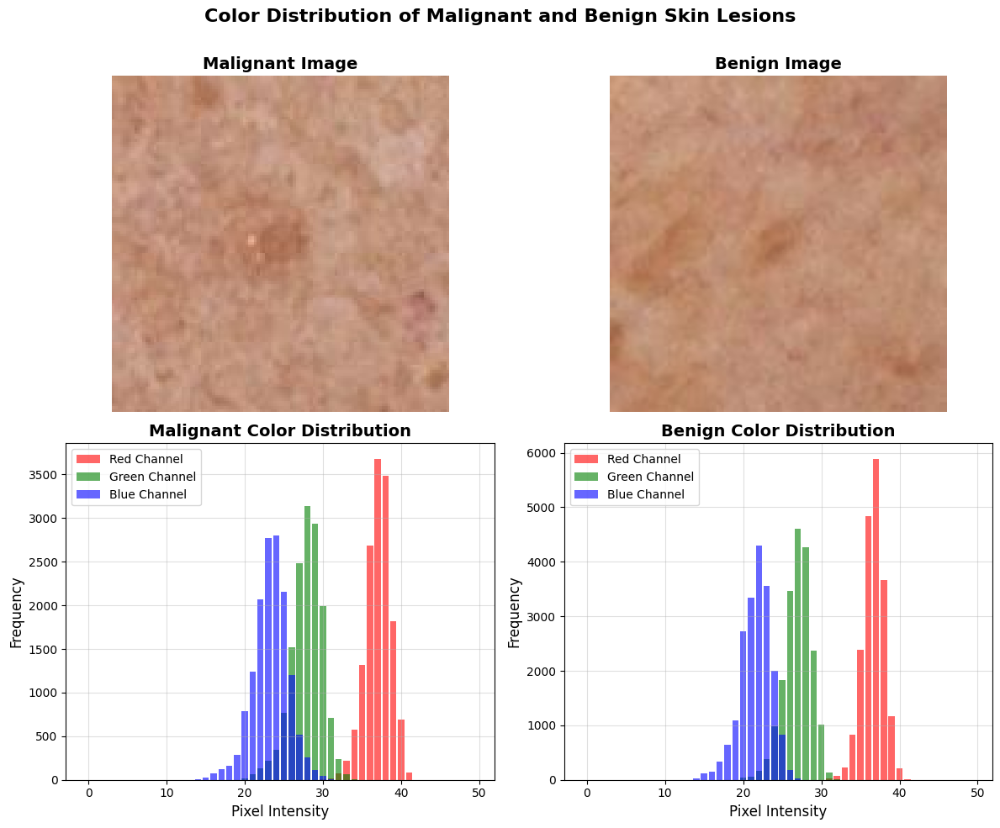 Color Distribution of Malignant and Benign Skin Lesions
Malignant Image
Benign Image
Malignant Color Distribution
Red Channel
Green Channel
Blue Channel
Frequency
3500
3000
2500
2000
1500
1000
500
0
0 10 20 30 40 50
Pixel Intensity
Benign Color Distribution
Red Channel
Green Channel
Blue Channel
Frequency
6000
5000
4000
3000
2000
1000
0
0 10 20 30 40 50
Pixel Intensity